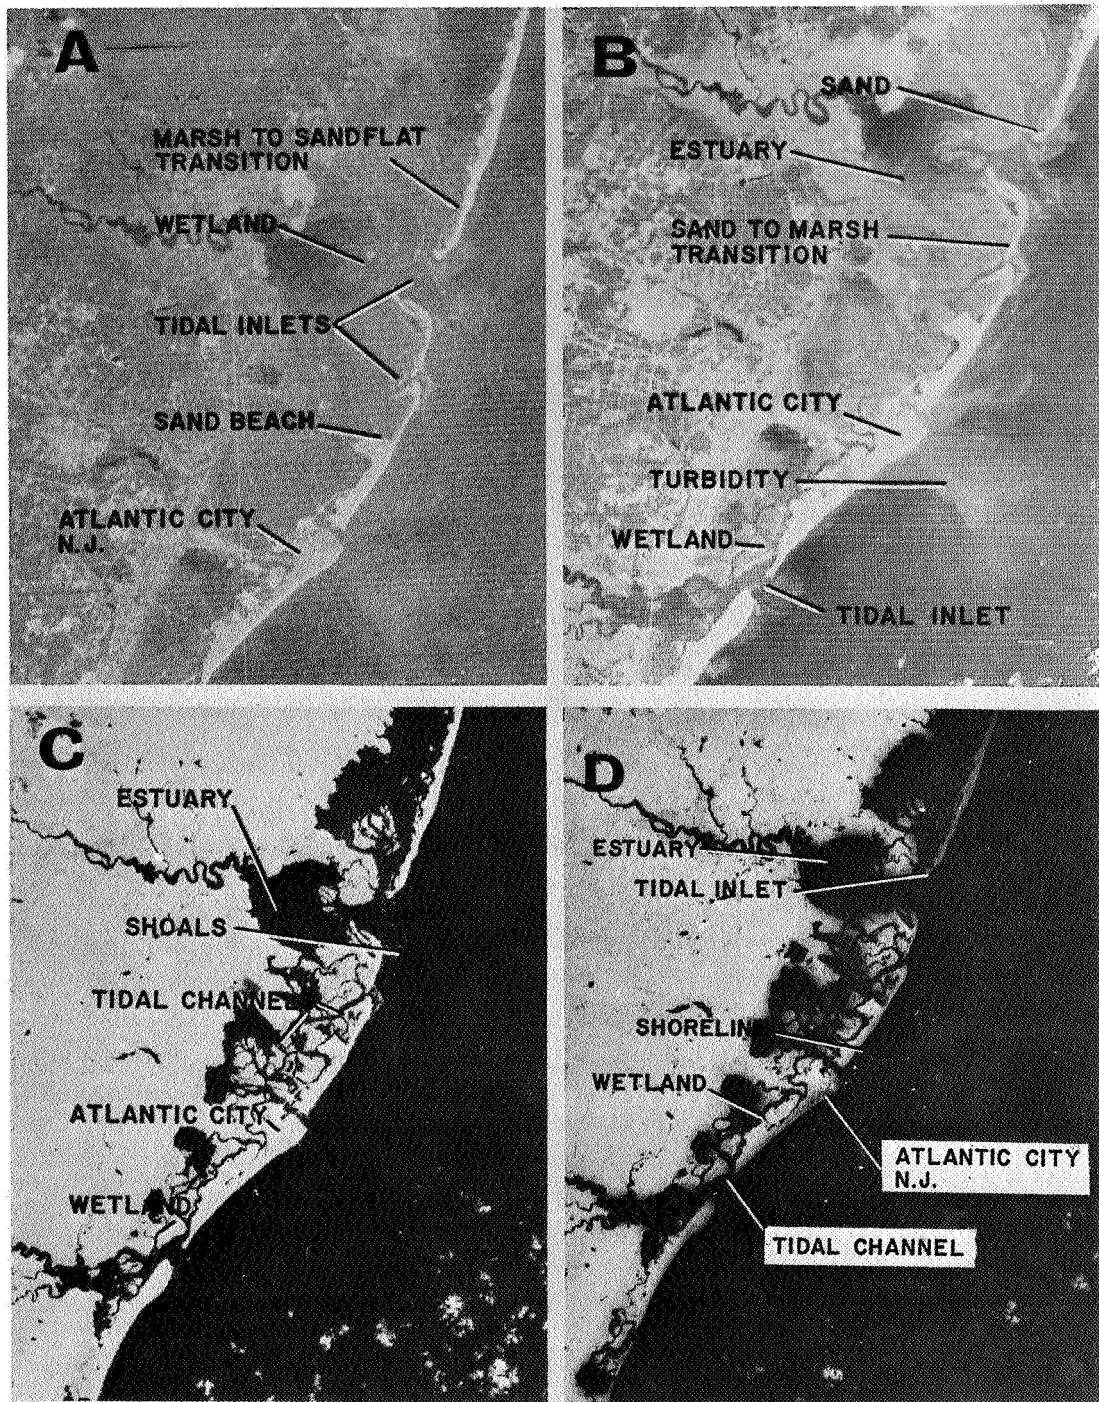 A
MARSH TO SANDFLAT
TRANSITION
WETLAND
TIDAL INLETS
SAND BEACH
ATLANTIC CITY
N.J.
B
SAND
ESTUARY
SAND TO MARSH
TRANSITION
ATLANTIC CITY
TURBIDITY
WETLAND
TIDAL INLET
C
ESTUARY
SHOALS
TIDAL CHANNEL
ATLANTIC CITY
WETLAND
D
ESTUARY
TIDAL INLET
SHORELINE
WETLAND
ATLANTIC CITY
N.J.
TIDAL CHANNEL